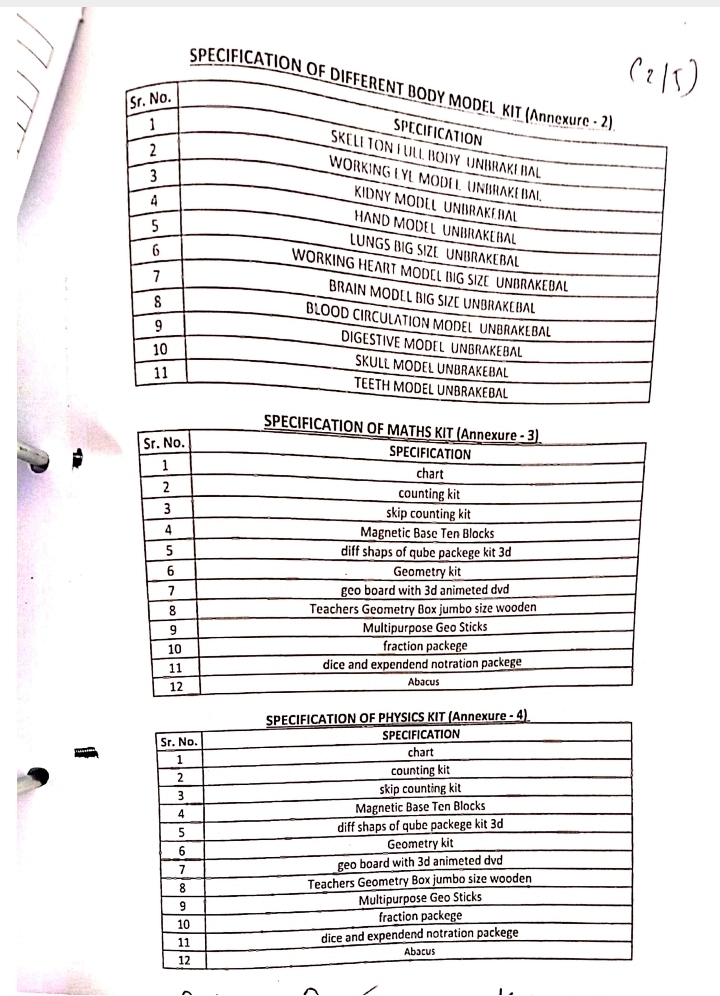 (2/5)
SPECIFICATION OF DIFFERENT BODY MODEL KIT (Annexure - 2)
Sr. No. SPECIFICATION
1 SKELETON FULL BODY UNBRAKEBAL
2 WORKING EYE MODEL UNBRAKEBAL
3 KIDNY MODEL UNBRAKEBAL
4 HAND MODEL UNBRAKEBAL
5 LUNGS BIG SIZE UNBRAKEBAL
6 WORKING HEART MODEL BIG SIZE UNBRAKEBAL
7 BRAIN MODEL BIG SIZE UNBRAKEBAL
8 BLOOD CIRCULATION MODEL UNBRAKEBAL
9 DIGESTIVE MODEL UNBRAKEBAL
10 SKULL MODEL UNBRAKEBAL
11 TEETH MODEL UNBRAKEBAL
SPECIFICATION OF MATHS KIT (Annexure - 3)
Sr. No. SPECIFICATION
1 chart
2 counting kit
3 skip counting kit
4 Magnetic Base Ten Blocks
5 diff shaps of qube packege kit 3d
6 Geometry kit
7 geo board with 3d animeted dvd
8 Teachers Geometry Box jumbo size wooden
9 Multipurpose Geo Sticks
10 fraction packege
11 dice and expendend notration packege
12 Abacus
SPECIFICATION OF PHYSICS KIT (Annexure - 4)
Sr. No. SPECIFICATION
1 chart
2 counting kit
3 skip counting kit
4 Magnetic Base Ten Blocks
5 diff shaps of qube packege kit 3d
6 Geometry kit
7 geo board with 3d animeted dvd
8 Teachers Geometry Box jumbo size wooden
9 Multipurpose Geo Sticks
10 fraction packege
11 dice and expendend notration packege
12 Abacus